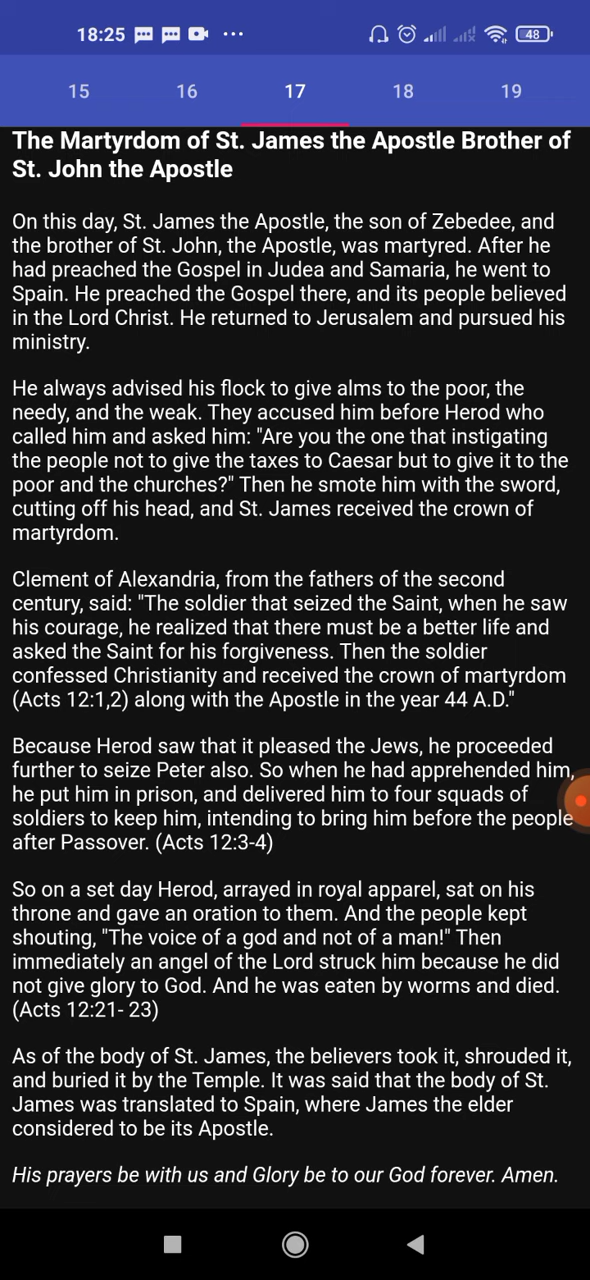 18:25
48
15 16 17 18 19
The Martyrdom of St. James the Apostle Brother of
St. John the Apostle
On this day, St. James the Apostle, the son of Zebedee, and
the brother of St. John, the Apostle, was martyred. After he
had preached the Gospel in Judea and Samaria, he went to
Spain. He preached the Gospel there, and its people believed
in the Lord Christ. He returned to Jerusalem and pursued his
ministry.
He always advised his flock to give alms to the poor, the
needy, and the weak. They accused him before Herod who
called him and asked him: "Are you the one that instigating
the people not to give the taxes to Caesar but to give it to the
poor and the churches?" Then he smote him with the sword,
cutting off his head, and St. James received the crown of
martyrdom.
Clement of Alexandria, from the fathers of the second
century, said: "The soldier that seized the Saint, when he saw
his courage, he realized that there must be a better life and
asked the Saint for his forgiveness. Then the soldier
confessed Christianity and received the crown of martyrdom
(Acts 12:1,2) along with the Apostle in the year 44 A.D."
Because Herod saw that it pleased the Jews, he proceeded
further to seize Peter also. So when he had apprehended him,
he put him in prison, and delivered him to four squads of
soldiers to keep him, intending to bring him before the people
after Passover. (Acts 12:3-4)
So on a set day Herod, arrayed in royal apparel, sat on his
throne and gave an oration to them. And the people kept
shouting, "The voice of a god and not of a man!" Then
immediately an angel of the Lord struck him because he did
not give glory to God. And he was eaten by worms and died.
(Acts 12:21- 23)
As of the body of St. James, the believers took it, shrouded it,
and buried it by the Temple. It was said that the body of St.
James was translated to Spain, where James the elder
considered to be its Apostle.
His prayers be with us and Glory be to our God forever. Amen.